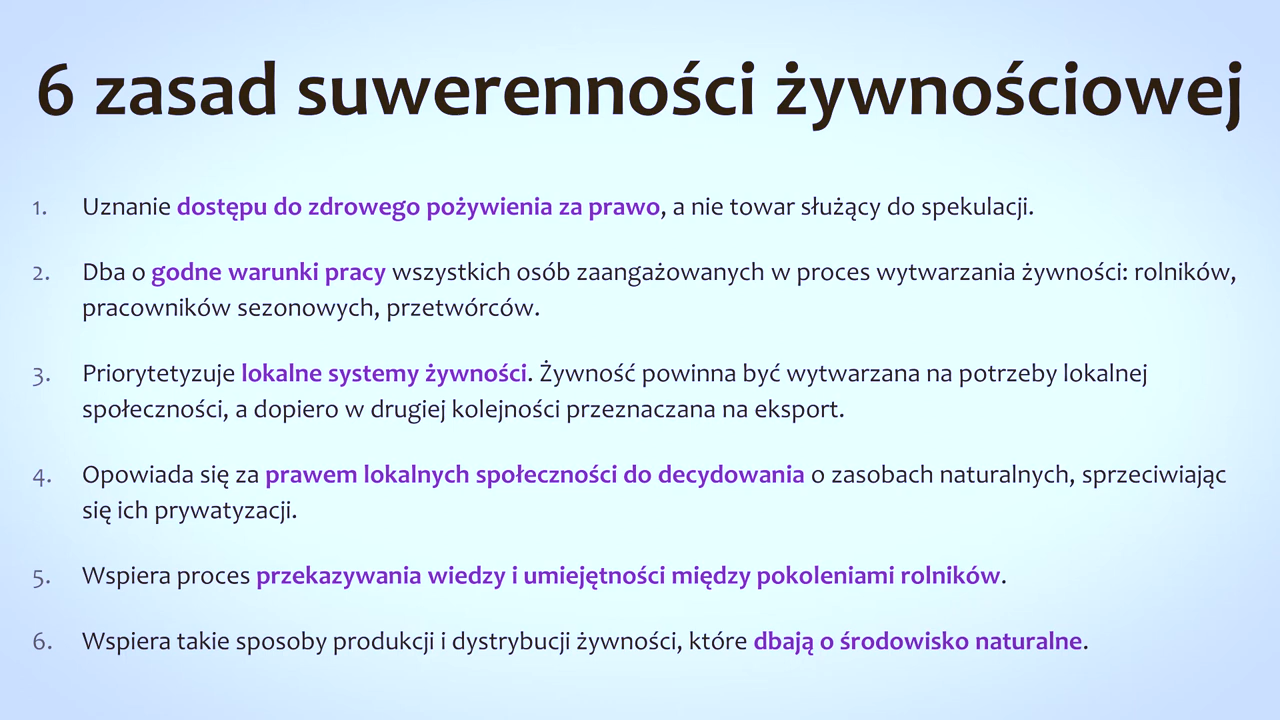 6 zasad suwerenności żywnościowej
1. Uznanie dostępu do zdrowego pożywienia za prawo, a nie towar służący do spekulacji.
2. Dba o godne warunki pracy wszystkich osób zaangażowanych w proces wytwarzania żywności: rolników,
pracowników sezonowych, przetwórców.
3. Priorytetyzuje lokalne systemy żywności. Żywność powinna być wytwarzana na potrzeby lokalnej
społeczności, a dopiero w drugiej kolejności przeznaczana na eksport.
4. Opowiada się za prawem lokalnych społeczności do decydowania o zasobach naturalnych, sprzeciwiając
się ich prywatyzacji.
5. Wspiera proces przekazywania wiedzy i umiejętności między pokoleniami rolników.
6. Wspiera takie sposoby produkcji i dystrybucji żywności, które dbają o środowisko naturalne.